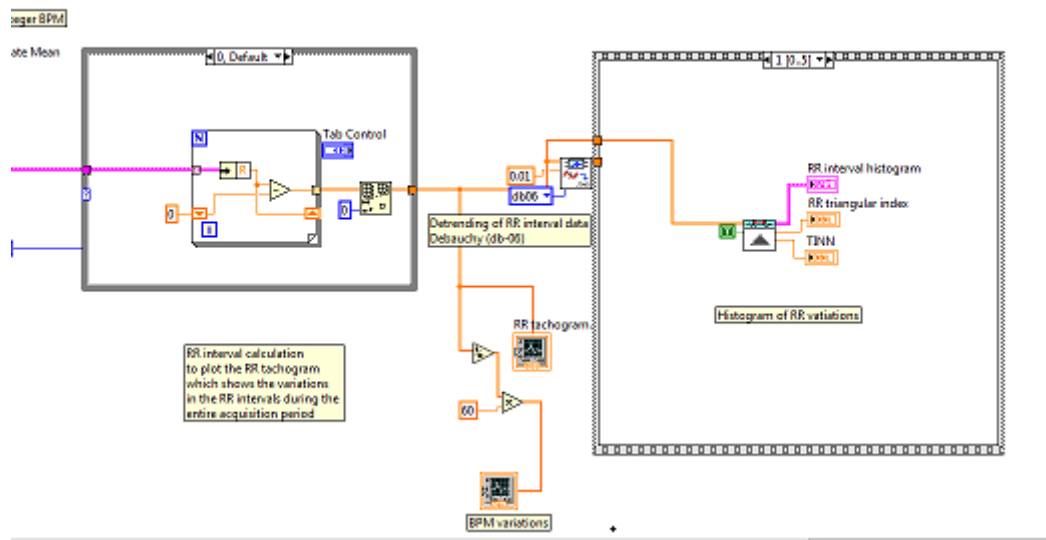 teger BPM
ate Mean
0, Default
N
Tab Control
R
0
i
0
0.01
db06
Detrending of RR interval data
Debauchy (db-06)
RR tachogram
60
BPM variations
RR interval calculation
to plot the RR tachogram
which shows the variations
in the RR intervals during the
entire acquisition period
1 [0..5]
RR interval histogram
RR triangular index
TINN
Histogram of RR vatiations